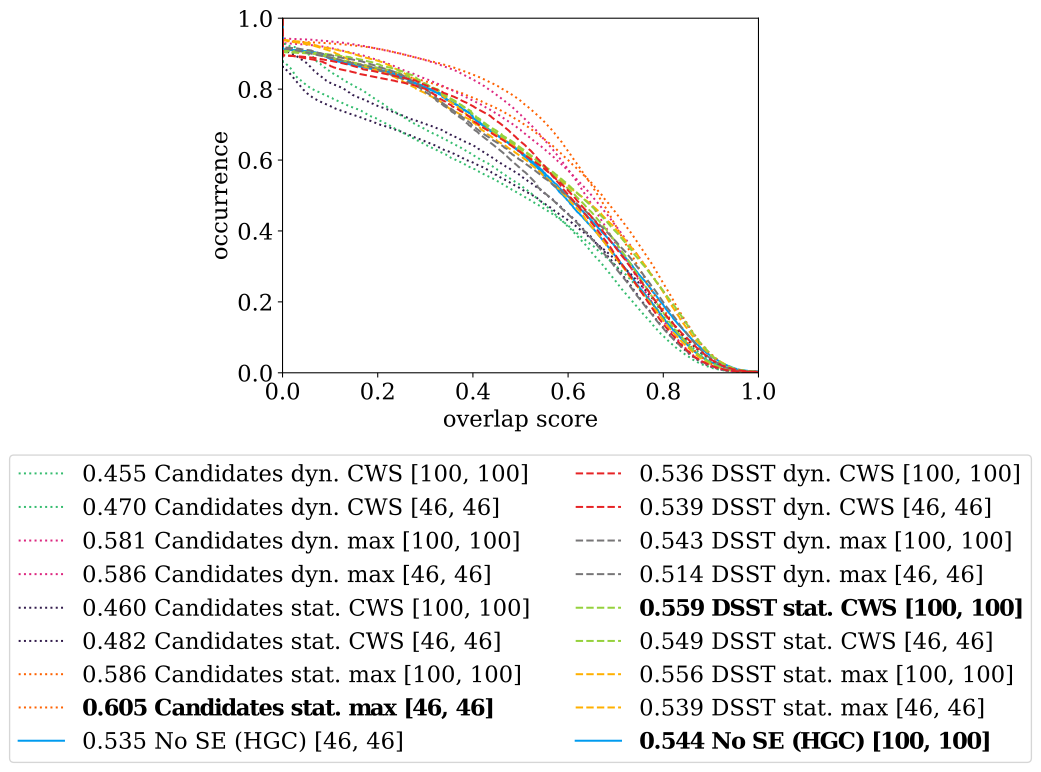 1.0
0.8
0.6
0.4
0.2
0.0
occurrence
0.0 0.2 0.4 0.6 0.8 1.0
overlap score
0.455 Candidates dyn. CWS [100, 100]
0.470 Candidates dyn. CWS [46, 46]
0.581 Candidates dyn. max [100, 100]
0.586 Candidates dyn. max [46, 46]
0.460 Candidates stat. CWS [100, 100]
0.482 Candidates stat. CWS [46, 46]
0.586 Candidates stat. max [100, 100]
0.605 Candidates stat. max [46, 46]
0.535 No SE (HGC) [46, 46]
0.536 DSST dyn. CWS [100, 100]
0.539 DSST dyn. CWS [46, 46]
0.543 DSST dyn. max [100, 100]
0.514 DSST dyn. max [46, 46]
0.559 DSST stat. CWS [100, 100]
0.549 DSST stat. CWS [46, 46]
0.556 DSST stat. max [100, 100]
0.539 DSST stat. max [46, 46]
0.544 No SE (HGC) [100, 100]